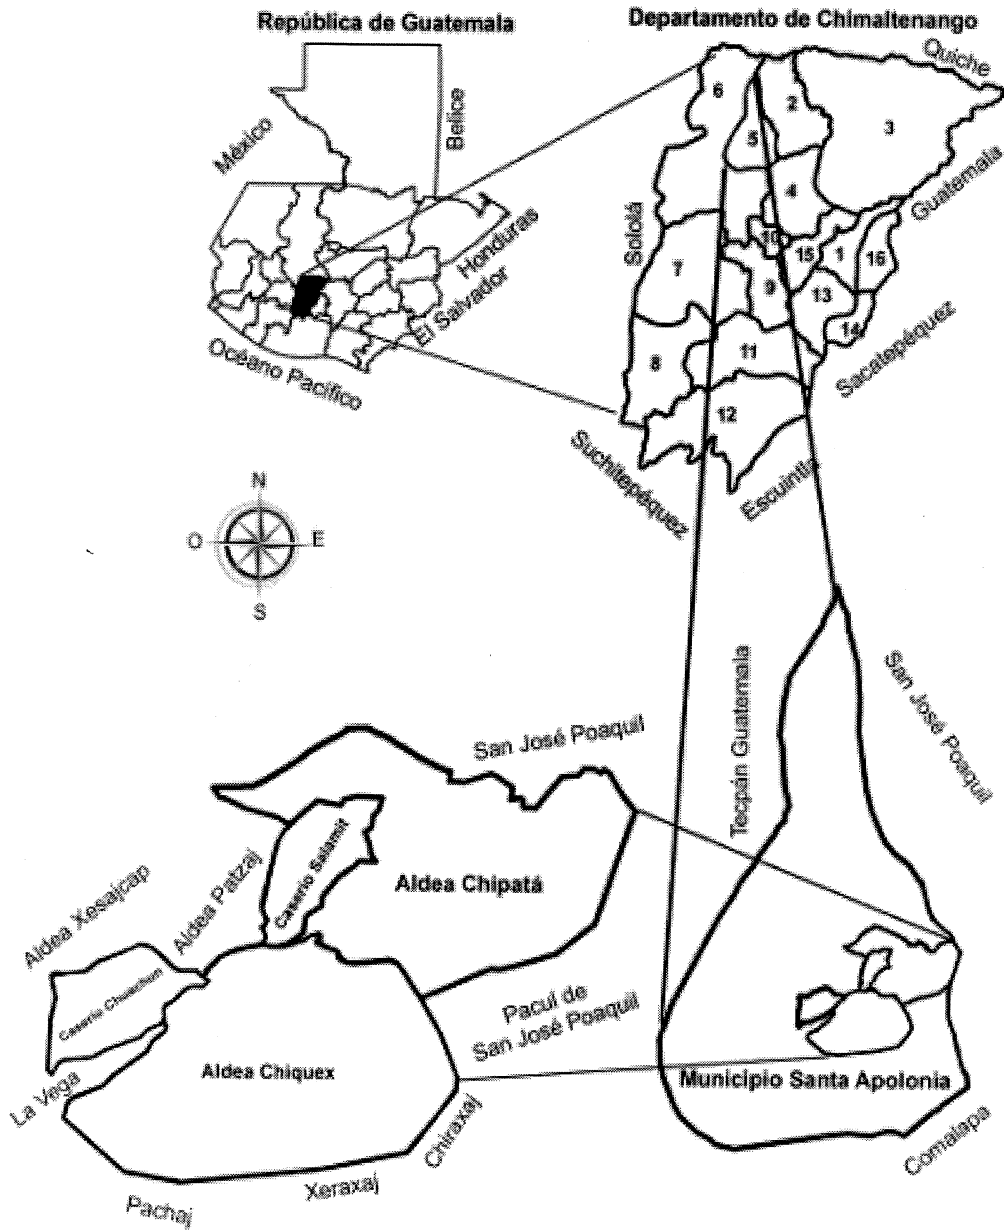 República de Guatemala
Departamento de Chimaltenango
México
Belice
Honduras
El Salvador
Océano Pacífico
Quiche
Guatemala
Sololá
Sacatepéquez
Escuintla
Suchitepéquez
6
2
3
5
4
10
15
1
16
7
9
13
14
8
11
12
N
O
E
S
Tecpán Guatemala
San José Poaquil
Municipio Santa Apolonia
Comalapa
San José Poaquil
Caserío Salamit
Aldea Chipatá
Aldea Patzaj
Aldea Xesajcap
Caserío Chuachun
La Vega
Aldea Chiquex
Pacul de
San José Poaquil
Chiraxaj
Xeraxaj
Pachaj